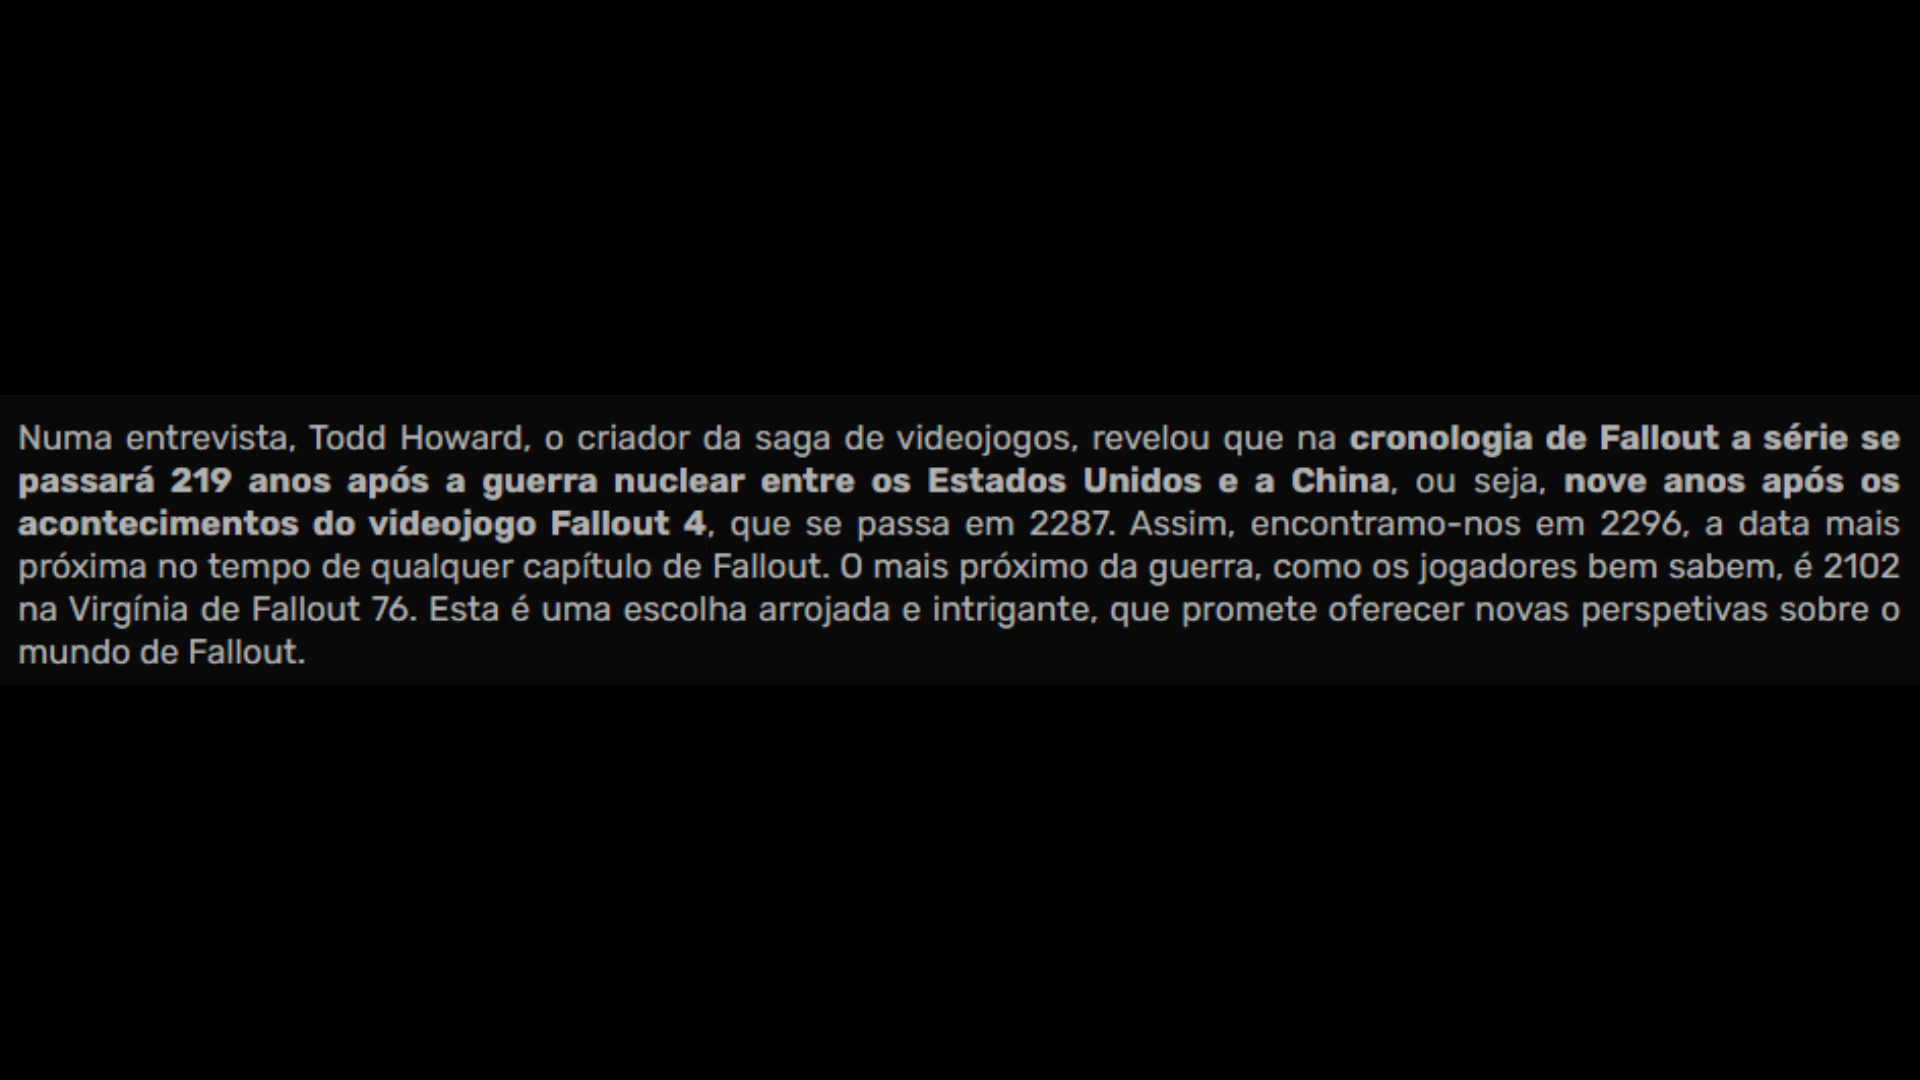 Numa entrevista, Todd Howard, o criador da saga de videojogos, revelou que na cronologia de Fallout a série se
passará 219 anos após a guerra nuclear entre os Estados Unidos e a China, ou seja, nove anos após os
acontecimentos do videojogo Fallout 4, que se passa em 2287. Assim, encontramo-nos em 2296, a data mais
próxima no tempo de qualquer capítulo de Fallout. O mais próximo da guerra, como os jogadores bem sabem, é 2102
na Virgínia de Fallout 76. Esta é uma escolha arrojada e intrigante, que promete oferecer novas perspetivas sobre o
mundo de Fallout.